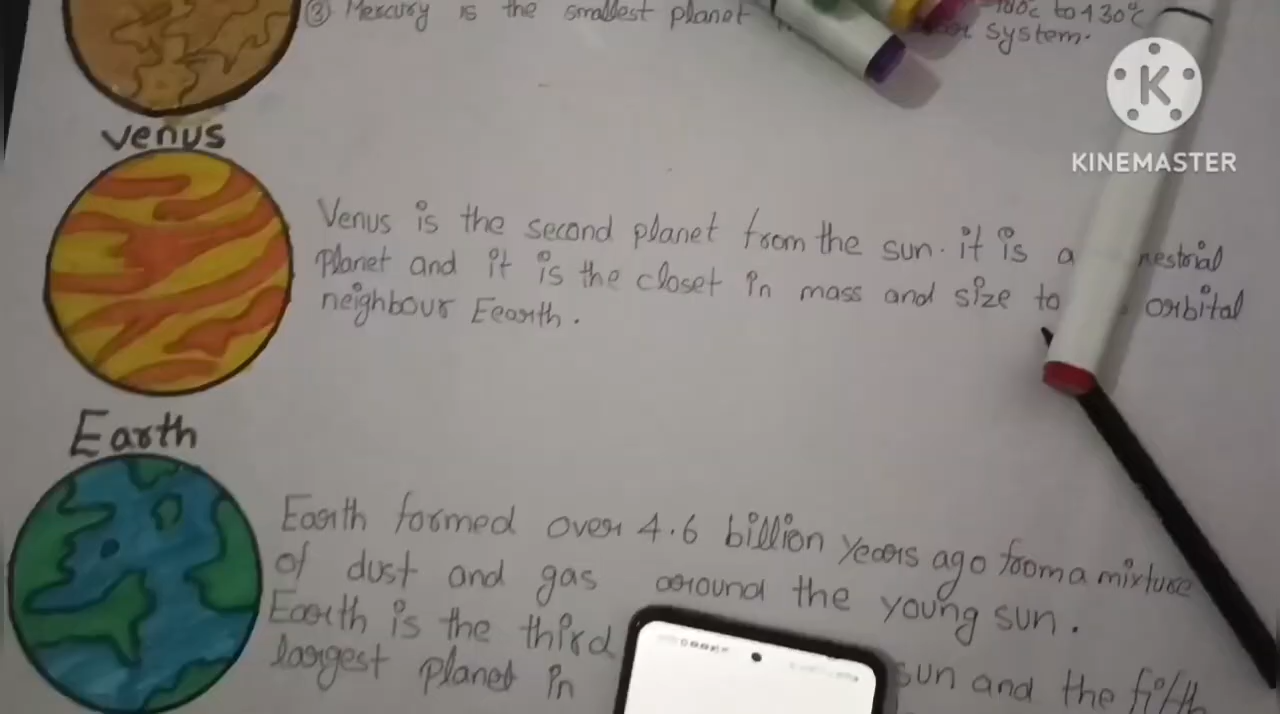 ③ Mercury is the smallest planet
100c to 430°c
system.
K
KINEMASTER
Venus
Venus is the second planet from the sun. it is a nestrial
planet and it is the closet in mass and size to orbital
neighbour Eearth.
Earth
Earth formed over 4.6 billion years ago from a mixture
of dust and gas around the young sun.
Earth is the third sun and the fifth
largest planet in